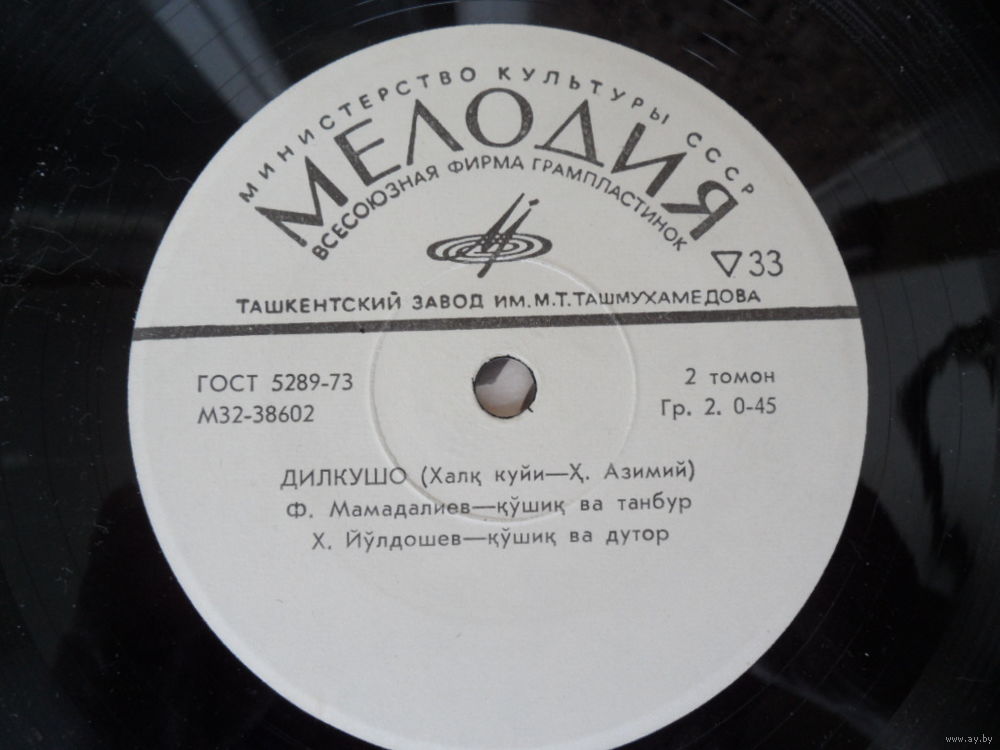 МИНИСТЕРСТВО КУЛЬТУРЫ СССР
МЕЛОДИЯ
ВСЕСОЮЗНАЯ ФИРМА ГРАМПЛАСТИНОК
▽33
ТАШКЕНТСКИЙ ЗАВОД ИМ. М.Т.ТАШМУХАМЕДОВА
ГОСТ 5289-73
М32-38602
2 томон
Гр. 2. 0-45
ДИЛКУШО (Халқ куйи—Ҳ. Азимий)
Ф. Мамадалиев—қўшиқ ва танбур
Х. Йўлдошев—қўшиқ ва дутор
www.ay.by